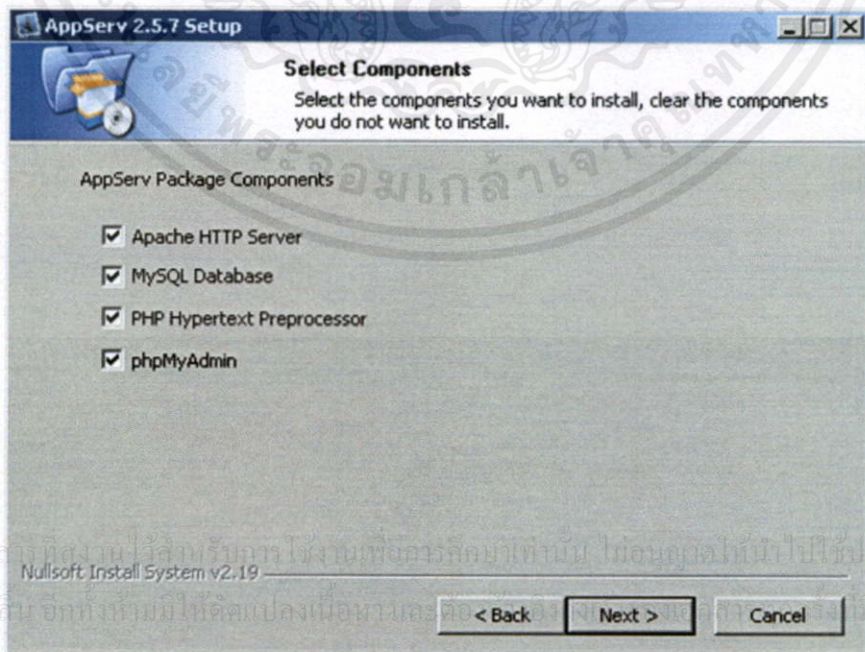 AppServ 2.5.7 Setup
Select Components
Select the components you want to install, clear the components
you do not want to install.
AppServ Package Components
Apache HTTP Server
MySQL Database
PHP Hypertext Preprocessor
phpMyAdmin
Nullsoft Install System v2.19
< Back
Next >
Cancel